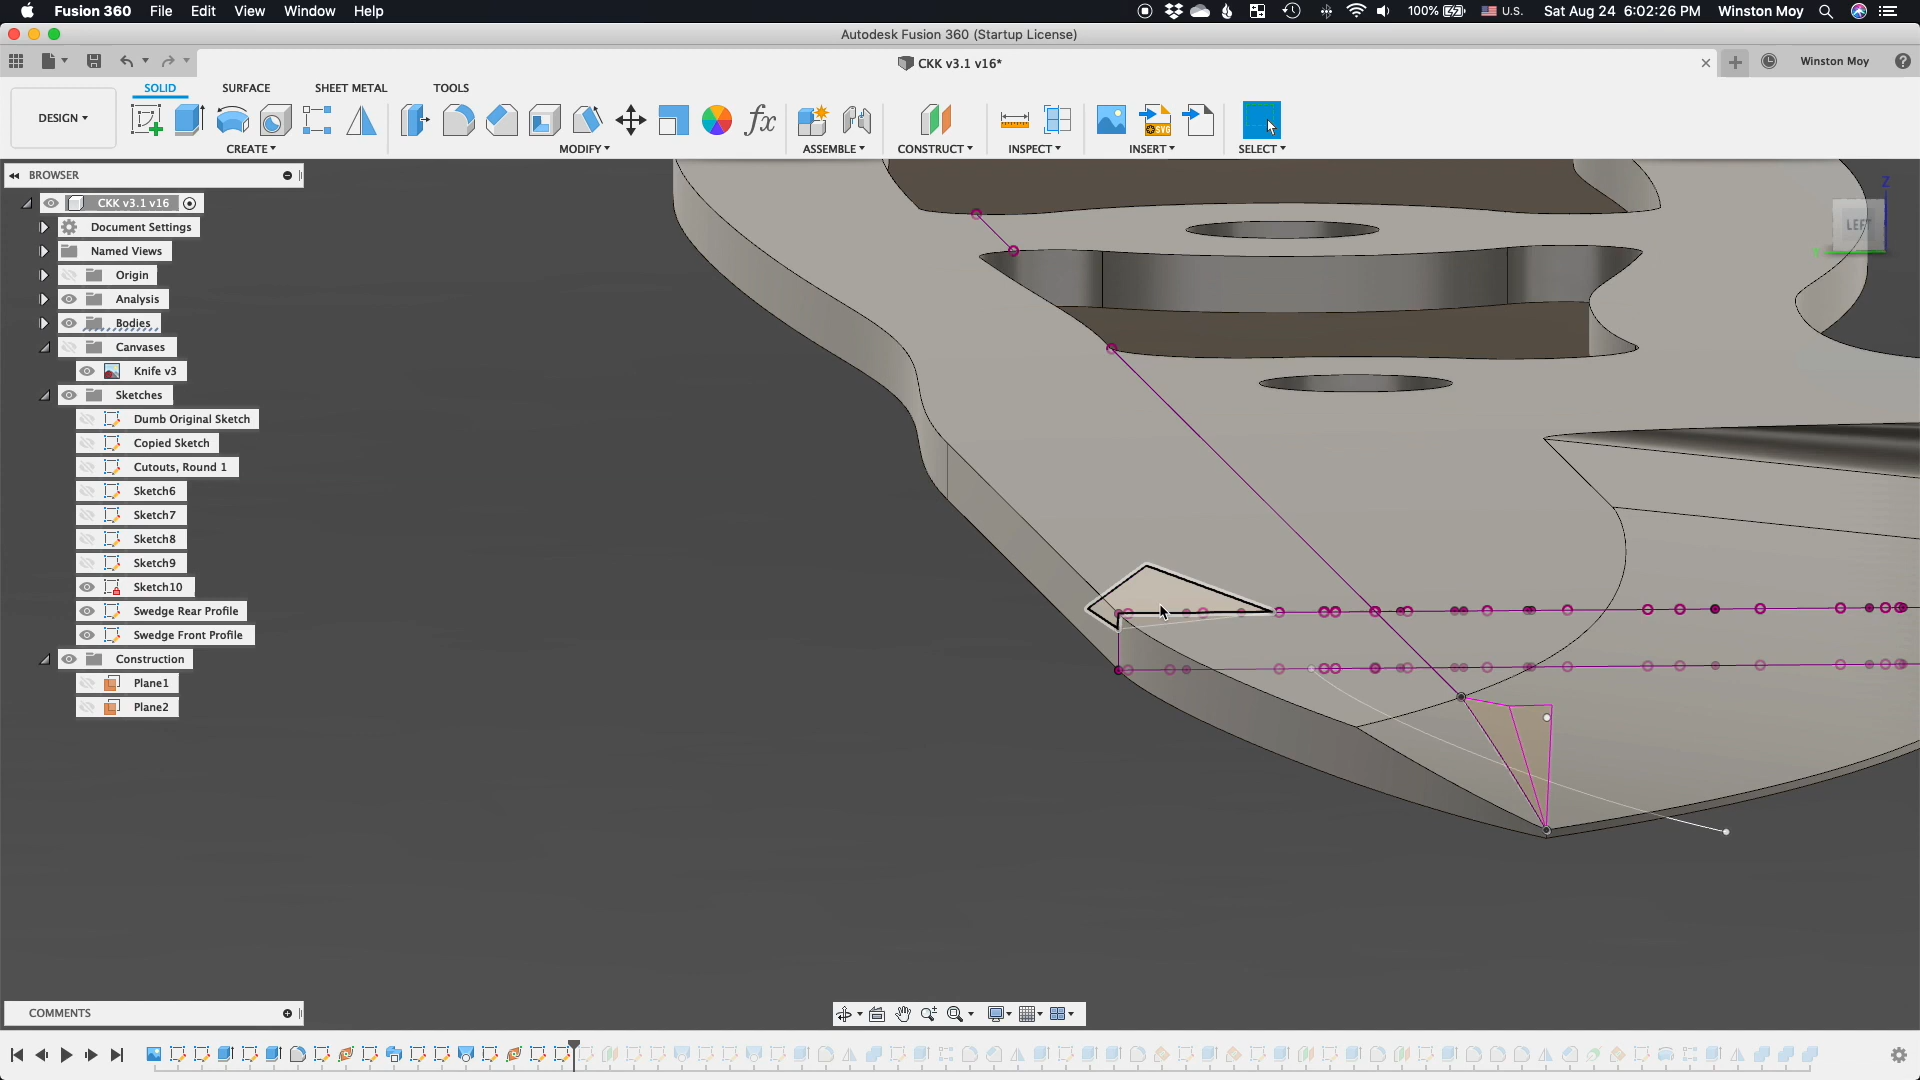 Fusion 360 File Edit View Window Help 100% U.S. Sat Aug 24 6:02:26 PM Winston Moy
Autodesk Fusion 360 (Startup License)
CKK v3.1 v16* Winston Moy
SOLID SURFACE SHEET METAL TOOLS
DESIGN
fx
SVG
CREATE MODIFY ASSEMBLE CONSTRUCT INSPECT INSERT SELECT
BROWSER
Z
CKK v3.1 v16
LEFT
Document Settings
Named Views
Origin
Analysis
Bodies
Canvases
Knife v3
Sketches
Dumb Original Sketch
Copied Sketch
Cutouts, Round 1
Sketch6
Sketch7
Sketch8
Sketch9
Sketch10
Swedge Rear Profile
Swedge Front Profile
Construction
Plane1
Plane2
COMMENTS